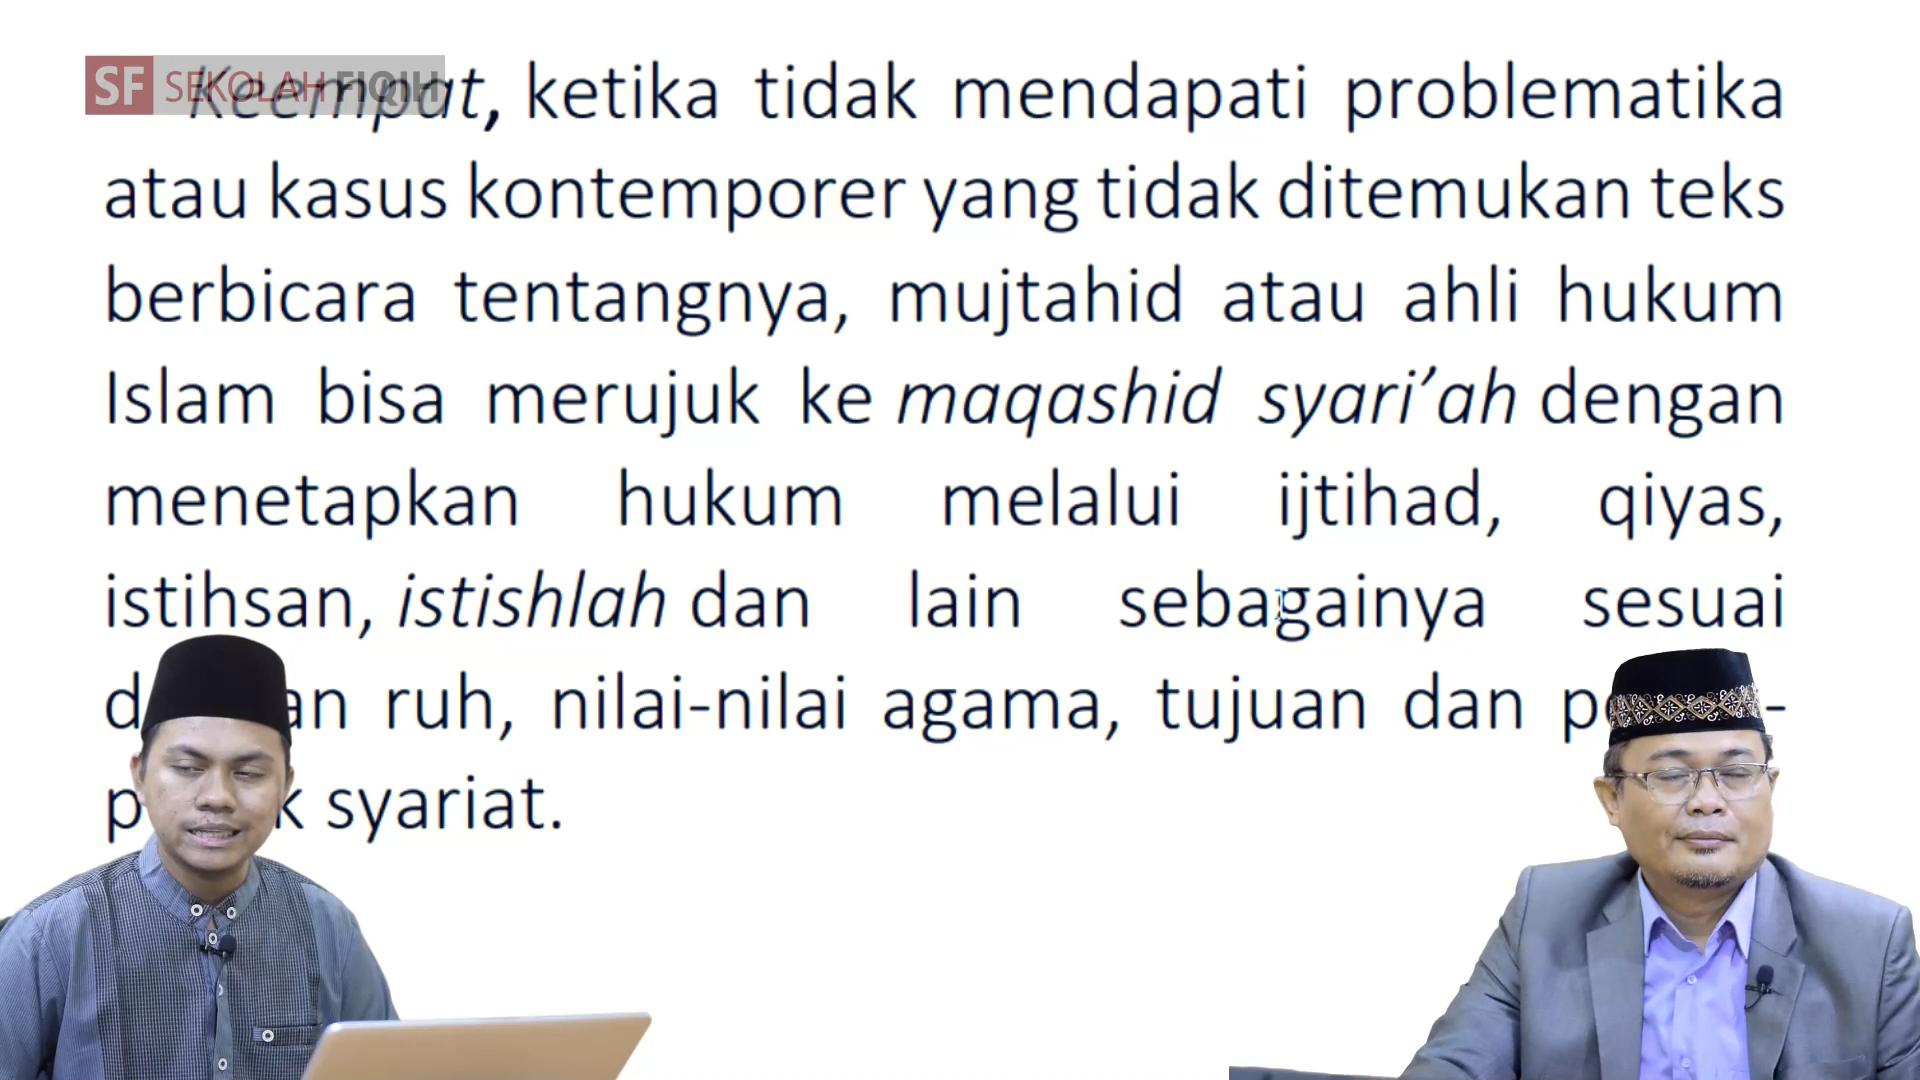 SF SEKOLAH FIQIH
Keempat, ketika tidak mendapati problematika
atau kasus kontemporer yang tidak ditemukan teks
berbicara tentangnya, mujtahid atau ahli hukum
Islam bisa merujuk ke maqashid syari’ah dengan
menetapkan hukum melalui ijtihad, qiyas,
istihsan, istishlah dan lain sebagainya sesuai
ruh, nilai-nilai agama, tujuan dan
syariat.